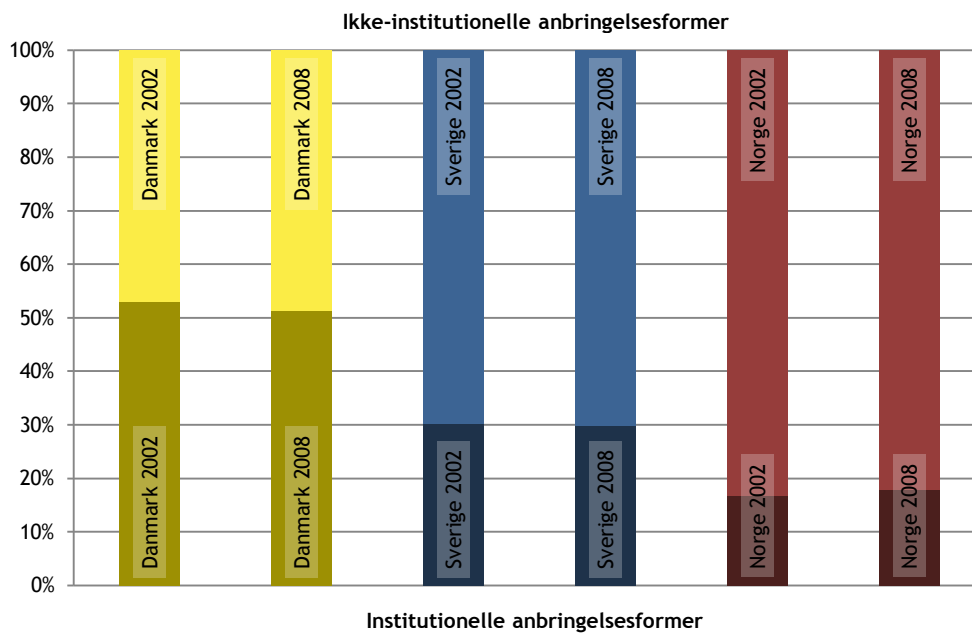 Ikke-institutionelle anbringelsesformer
100%
90%
80%
70%
60%
50%
40%
30%
20%
10%
0%
Danmark 2002
Danmark 2008
Sverige 2002
Sverige 2008
Norge 2002
Norge 2008
Danmark 2002
Danmark 2008
Sverige 2002
Sverige 2008
Norge 2002
Norge 2008
Institutionelle anbringelsesformer